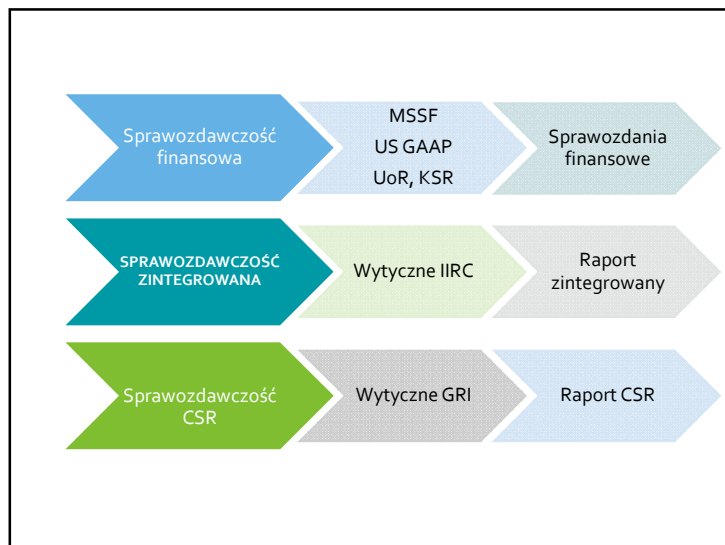 Sprawozdawczość
finansowa
MSSF
US GAAP
UoR, KSR
Sprawozdania
finansowe
SPRAWOZDAWCZOŚĆ
ZINTEGROWANA
Wytyczne IIRC
Raport
zintegrowany
Sprawozdawczość
CSR
Wytyczne GRI
Raport CSR